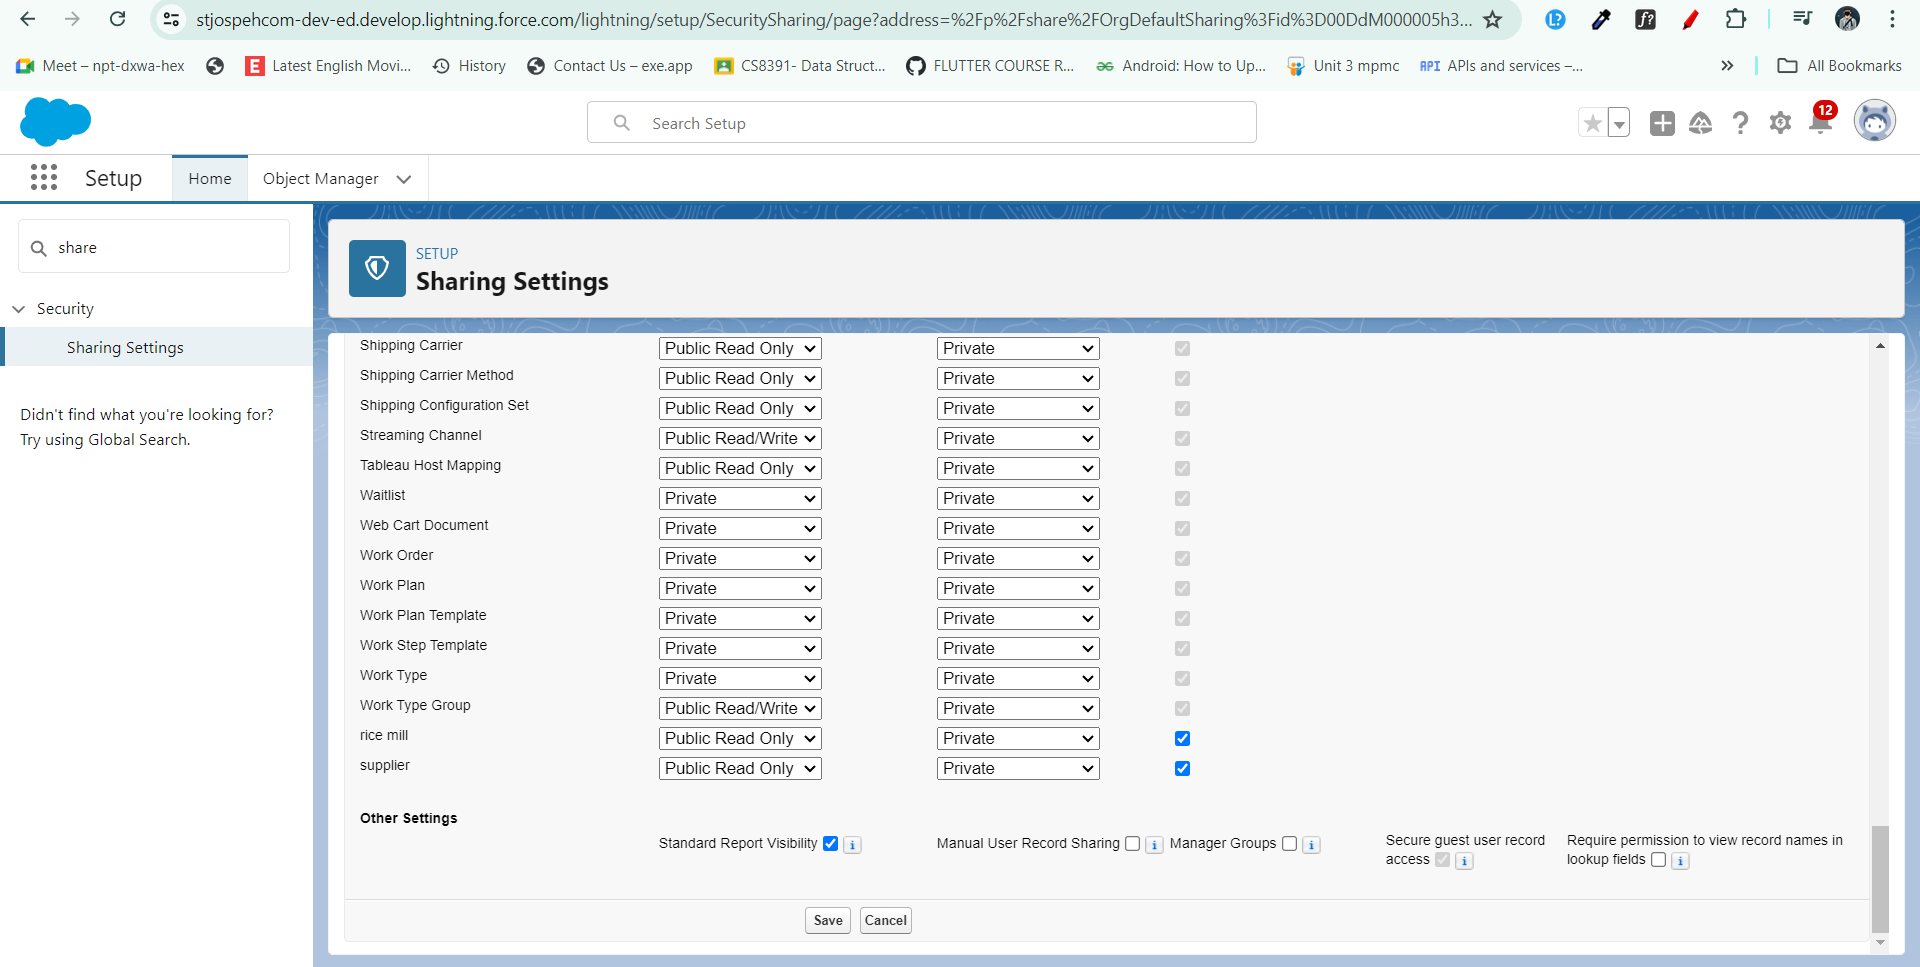 stjospehcom-dev-ed.develop.lightning.force.com/lightning/setup/SecuritySharing/page?address=%2Fp%2Fshare%2FOrgDefaultSharing%3Fid%3D00DdM000005h3...
Meet – npt-dxwa-hex
Latest English Movi...
History
Contact Us – exe.app
CS8391- Data Struct...
FLUTTER COURSE R...
Android: How to Up...
Unit 3 mpmc
API APIs and services –...
All Bookmarks
Search Setup
12
Setup
Home
Object Manager
share
Security
Sharing Settings
Didn't find what you're looking for?
Try using Global Search.
SETUP
Sharing Settings
Shipping Carrier Public Read Only Private
Shipping Carrier Method Public Read Only Private
Shipping Configuration Set Public Read Only Private
Streaming Channel Public Read/Write Private
Tableau Host Mapping Public Read Only Private
Waitlist Private Private
Web Cart Document Private Private
Work Order Private Private
Work Plan Private Private
Work Plan Template Private Private
Work Step Template Private Private
Work Type Private Private
Work Type Group Public Read/Write Private
rice mill Public Read Only Private
supplier Public Read Only Private
Other Settings
Standard Report Visibility
Manual User Record Sharing
Manager Groups
Secure guest user record
access
Require permission to view record names in
lookup fields
Save Cancel